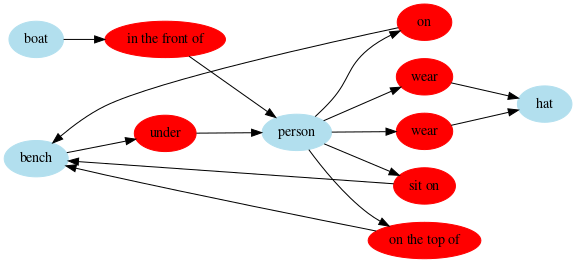 boat
in the front of
on
wear
hat
under
person
wear
bench
sit on
on the top of